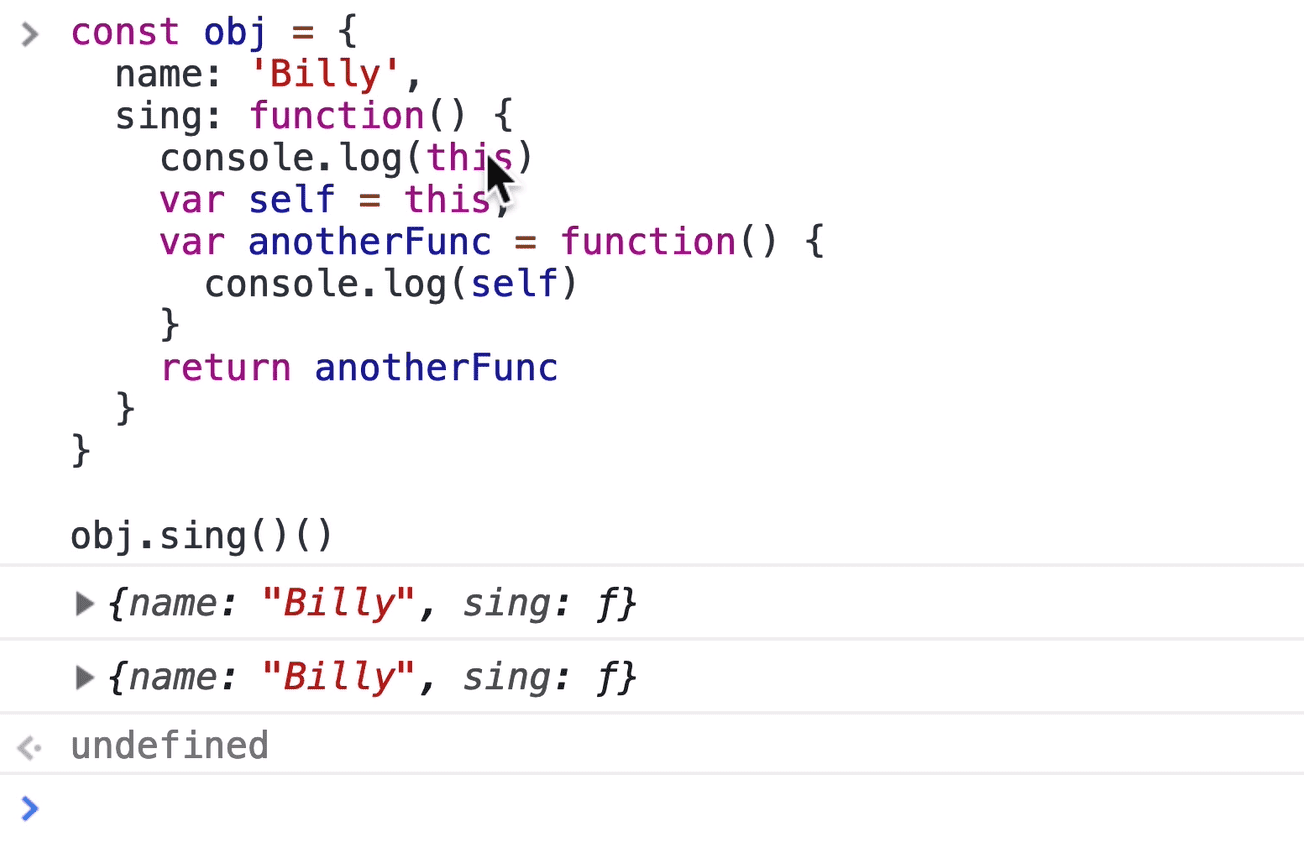 const obj = {
  name: 'Billy',
  sing: function() {
    console.log(this)
    var self = this;
    var anotherFunc = function() {
      console.log(self)
    }
    return anotherFunc
  }
}

obj.sing()()
{name: "Billy", sing: f}
{name: "Billy", sing: f}
undefined